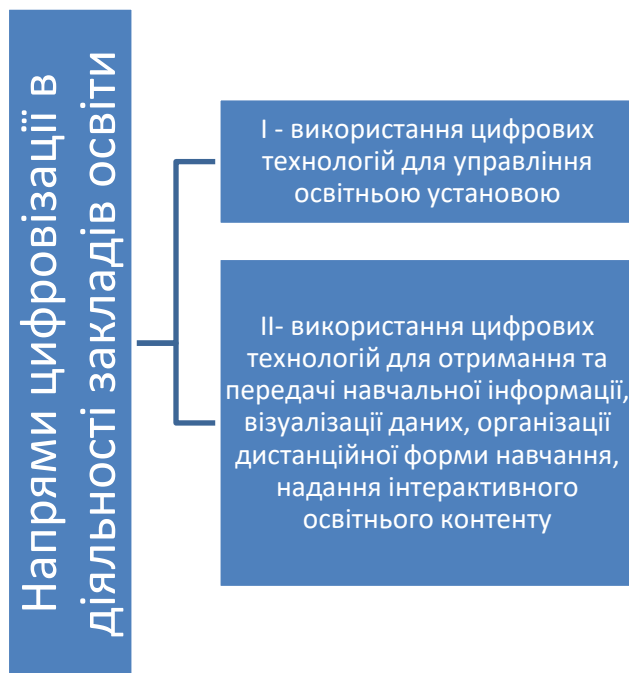 Напрями цифровізації в
діяльності закладів освіти
І - використання цифрових
технологій для управління
освітньою установою
ІІ- використання цифрових
технологій для отримання та
передачі навчальної інформації,
візуалізації даних, організації
дистанційної форми навчання,
надання інтерактивного
освітнього контенту